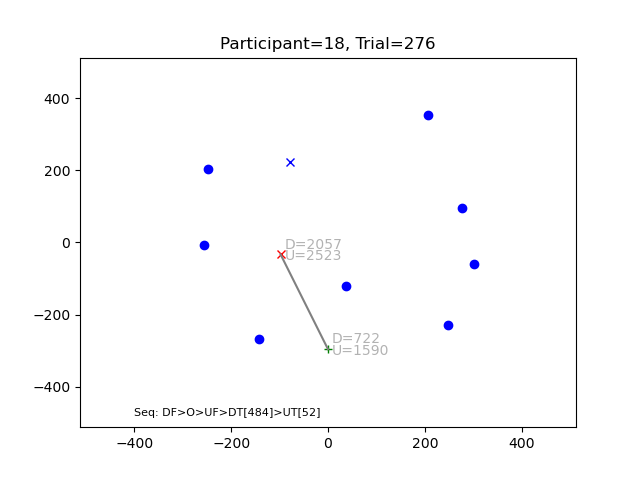 Participant=18, Trial=276
400
200
0
−200
−400
D=2057
U=2523
D=722
U=1590
Seq: DF>O>UF>DT[484]>UT[52]
−400 −200 0 200 400